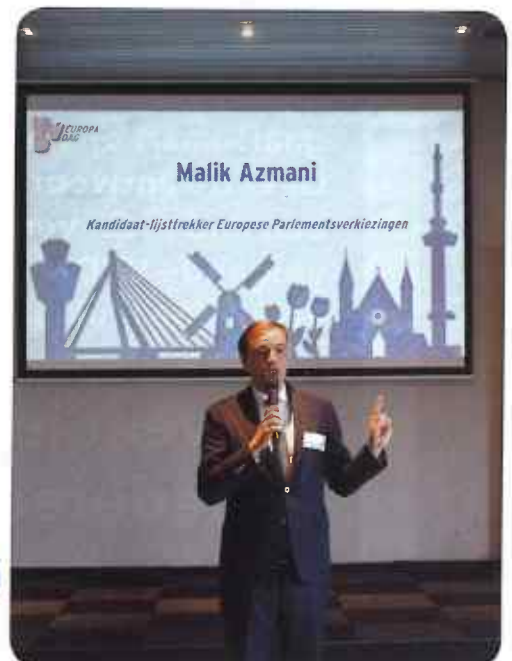 EUROPA
DAG
Malik Azmani
Kandidaat-lijsttrekker Europese Parlementsverkiezingen